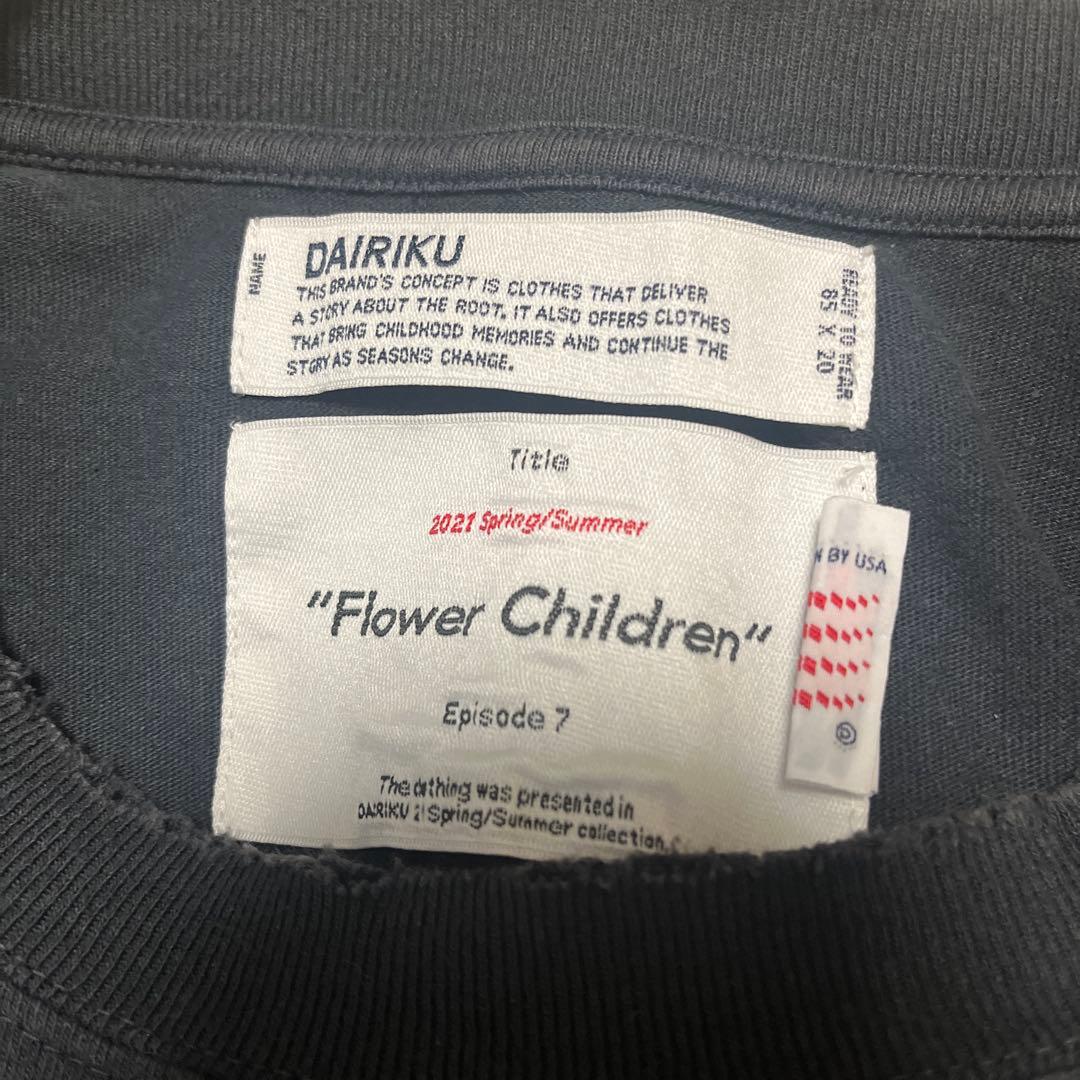 NAME
DAIRIKU
THIS BRAND'S CONCEPT IS CLOTHES THAT DELIVER
A STORY ABOUT THE ROOT. IT ALSO OFFERS CLOTHES
THAT BRING CHILDHOOD MEMORIES AND CONTINUE THE
STORY AS SEASONS CHANGE.
READY TO WEAR
85 X 20
Title
2021 Spring/Summer
"Flower Children"
Episode 7
The clothing was presented in
DAIRIKU 21 Spring/Summer collection.
BY USA
@